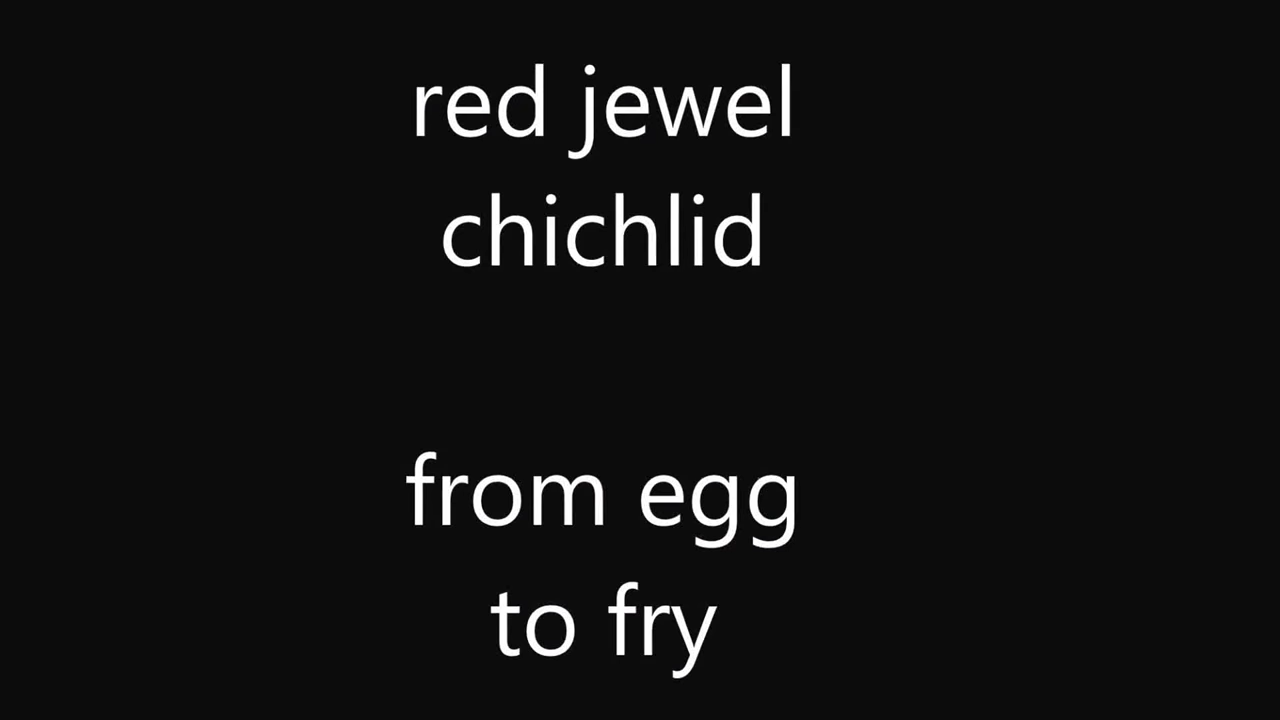 red jewel
chichlid
from egg
to fry